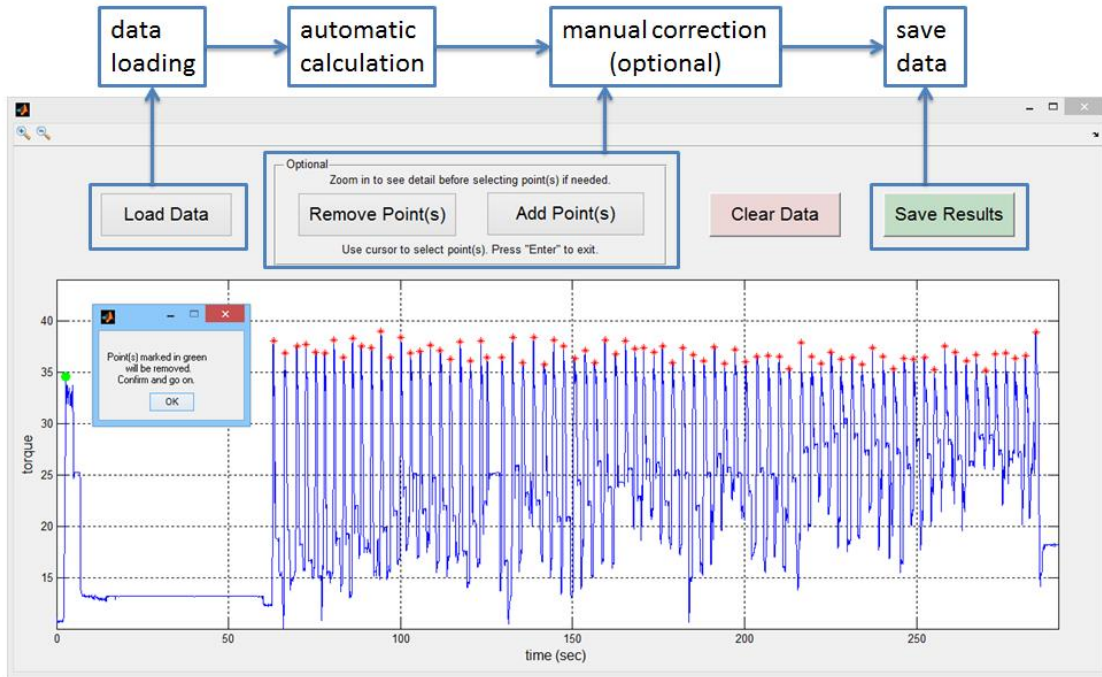 data
loading
automatic
calculation
manual correction
(optional)
save
data
Optional
Zoom in to see detail before selecting point(s) if needed.
Load Data
Remove Point(s)
Add Point(s)
Clear Data
Save Results
Use cursor to select point(s). Press "Enter" to exit.
Point(s) marked in green
will be removed.
Confirm and go on.
OK
40
35
30
25
20
15
torque
0
50
100
150
200
250
time (sec)